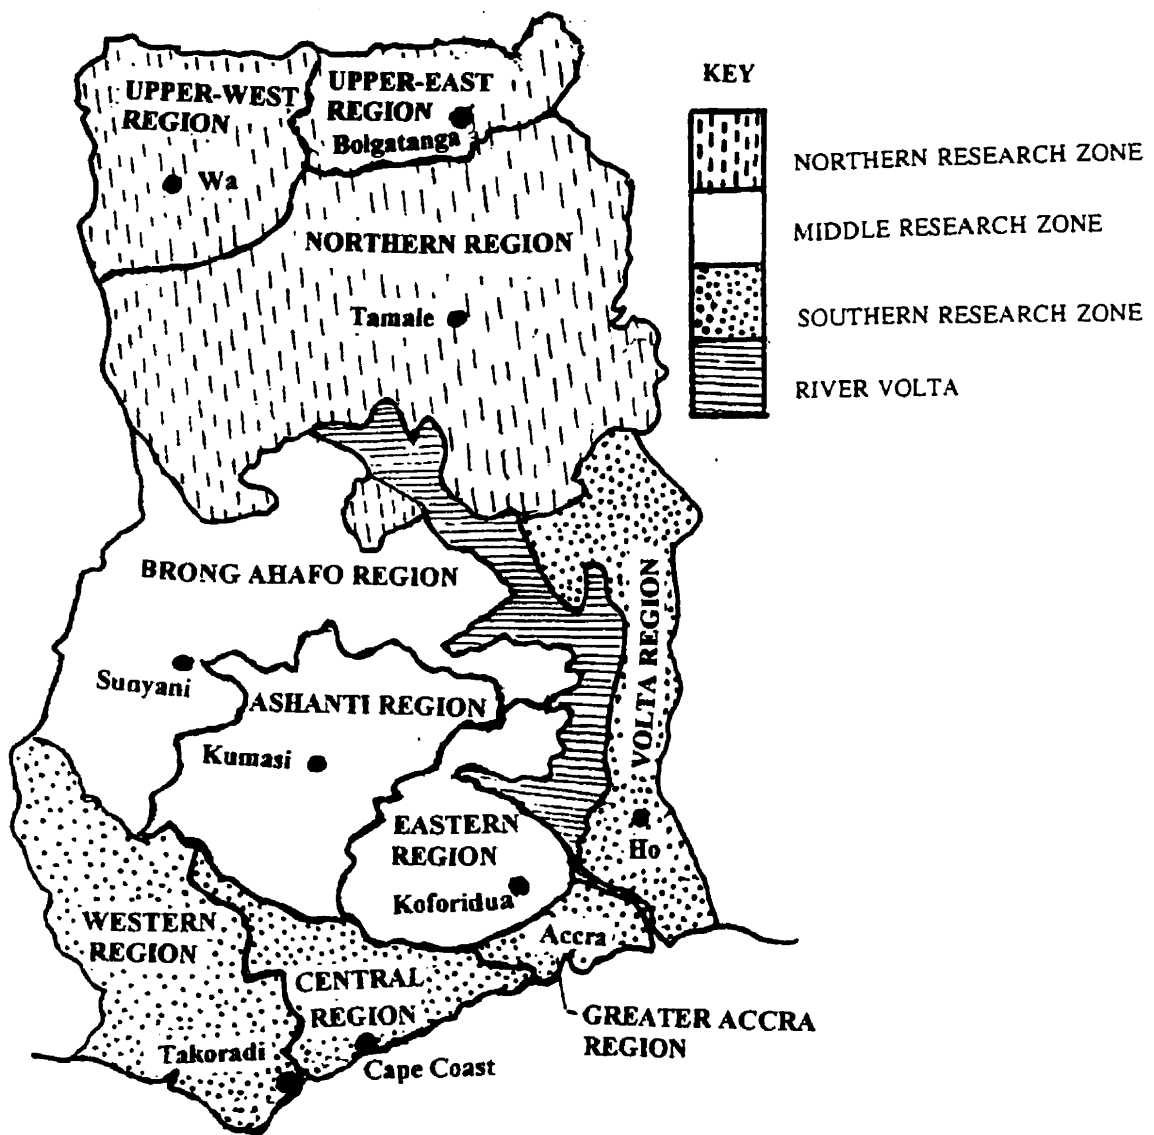 KEY
UPPER-WEST
REGION
UPPER-EAST
REGION
Bolgatanga
Wa
NORTHERN RESEARCH ZONE
MIDDLE RESEARCH ZONE
SOUTHERN RESEARCH ZONE
RIVER VOLTA
NORTHERN REGION
Tamale
BRONG AHAFO REGION
Sunyani
ASHANTI REGION
Kumasi
VOLTA REGION
Ho
EASTERN
REGION
Koforidua
WESTERN
REGION
Accra
CENTRAL
REGION
GREATER ACCRA
REGION
Takoradi
Cape Coast